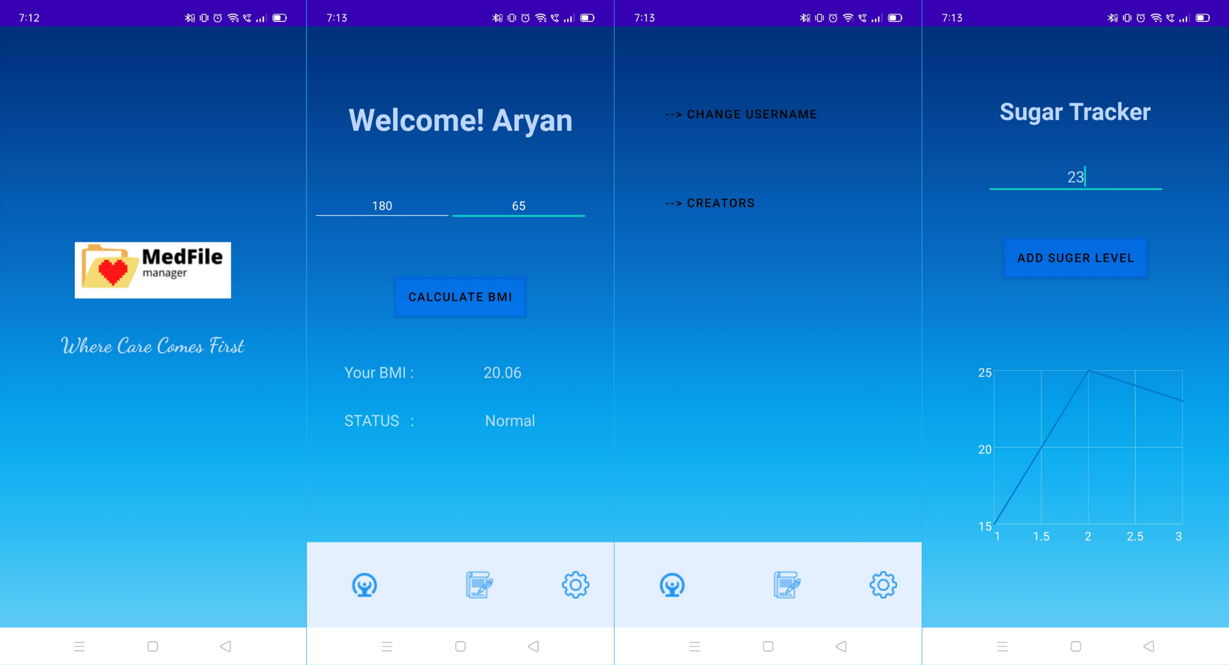 7:12
MedFile
manager
Where Care Comes First
7:13
Welcome! Aryan
180 65
CALCULATE BMI
Your BMI : 20.06
STATUS : Normal
7:13
--> CHANGE USERNAME
--> CREATORS
7:13
Sugar Tracker
23
ADD SUGER LEVEL
25
20
15
1 1.5 2 2.5 3